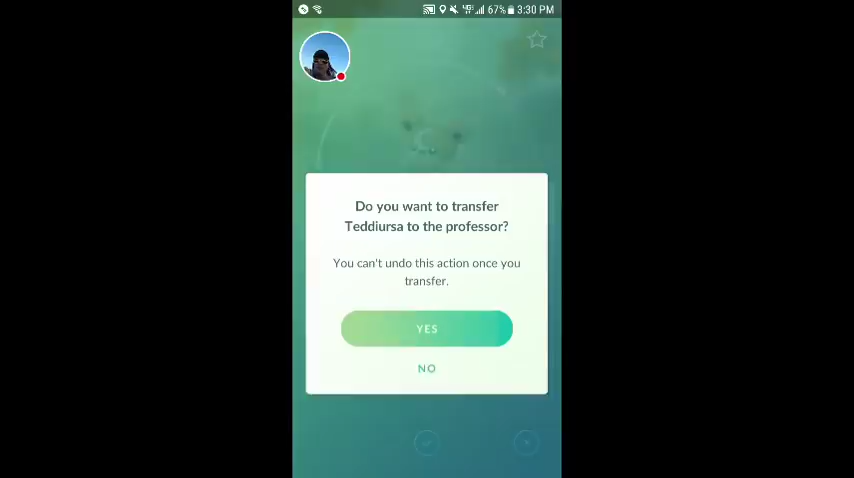 67% 3:30 PM
Do you want to transfer
Teddiursa to the professor?
You can't undo this action once you
transfer.
YES
NO